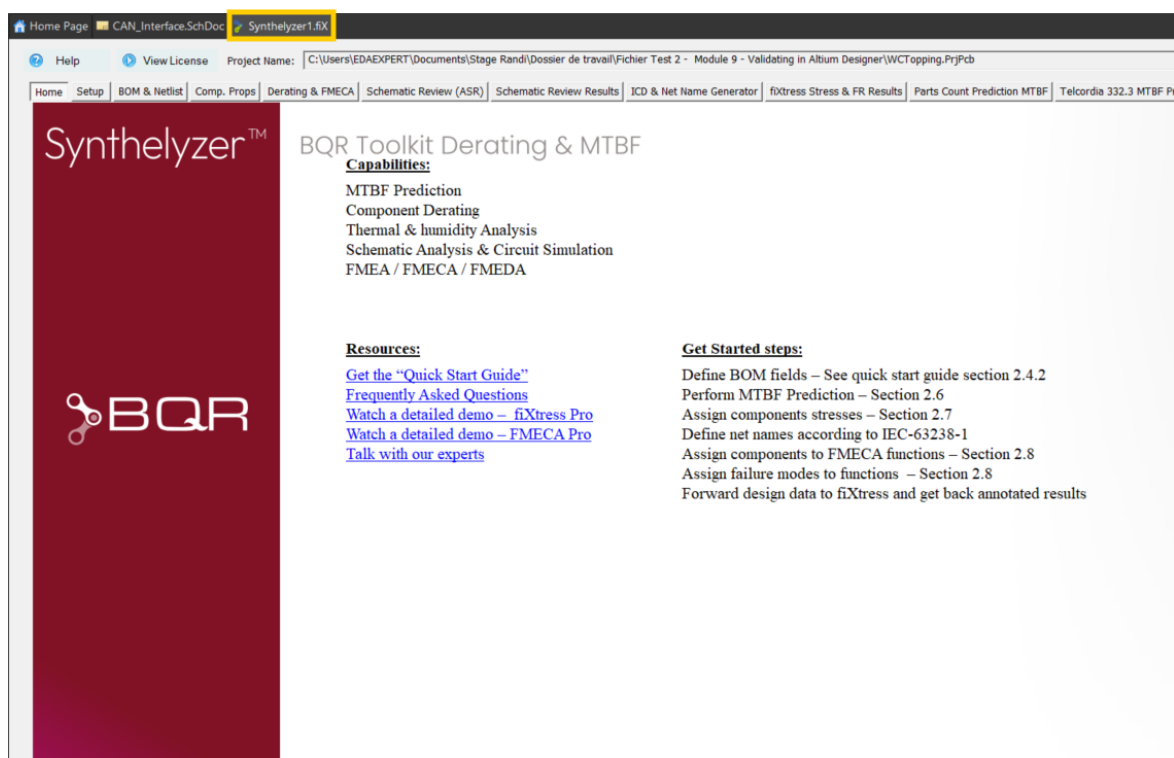 Home Page CAN_Interface.SchDoc Synthelyzer1.fiX
Help View License Project Name: C:\Users\EDAEXPERT\Documents\Stage Randi\Dossier de travail\Fichier Test 2 - Module 9 - Validating in Altium Designer\WCTopping.PrjPcb
Home Setup BOM & Netlist Comp. Props Derating & FMECA Schematic Review (ASR) Schematic Review Results ICD & Net Name Generator fiXtress Stress & FR Results Parts Count Prediction MTBF Telcordia 332.3 MTBF Pr
Synthelyzer™
BQR Toolkit Derating & MTBF
Capabilities:
MTBF Prediction
Component Derating
Thermal & humidity Analysis
Schematic Analysis & Circuit Simulation
FMEA / FMECA / FMEDA
BQR
Resources:
Get the “Quick Start Guide”
Frequently Asked Questions
Watch a detailed demo – fiXtress Pro
Watch a detailed demo – FMECA Pro
Talk with our experts
Get Started steps:
Define BOM fields – See quick start guide section 2.4.2
Perform MTBF Prediction – Section 2.6
Assign components stresses – Section 2.7
Define net names according to IEC-63238-1
Assign components to FMECA functions – Section 2.8
Assign failure modes to functions – Section 2.8
Forward design data to fiXtress and get back annotated results